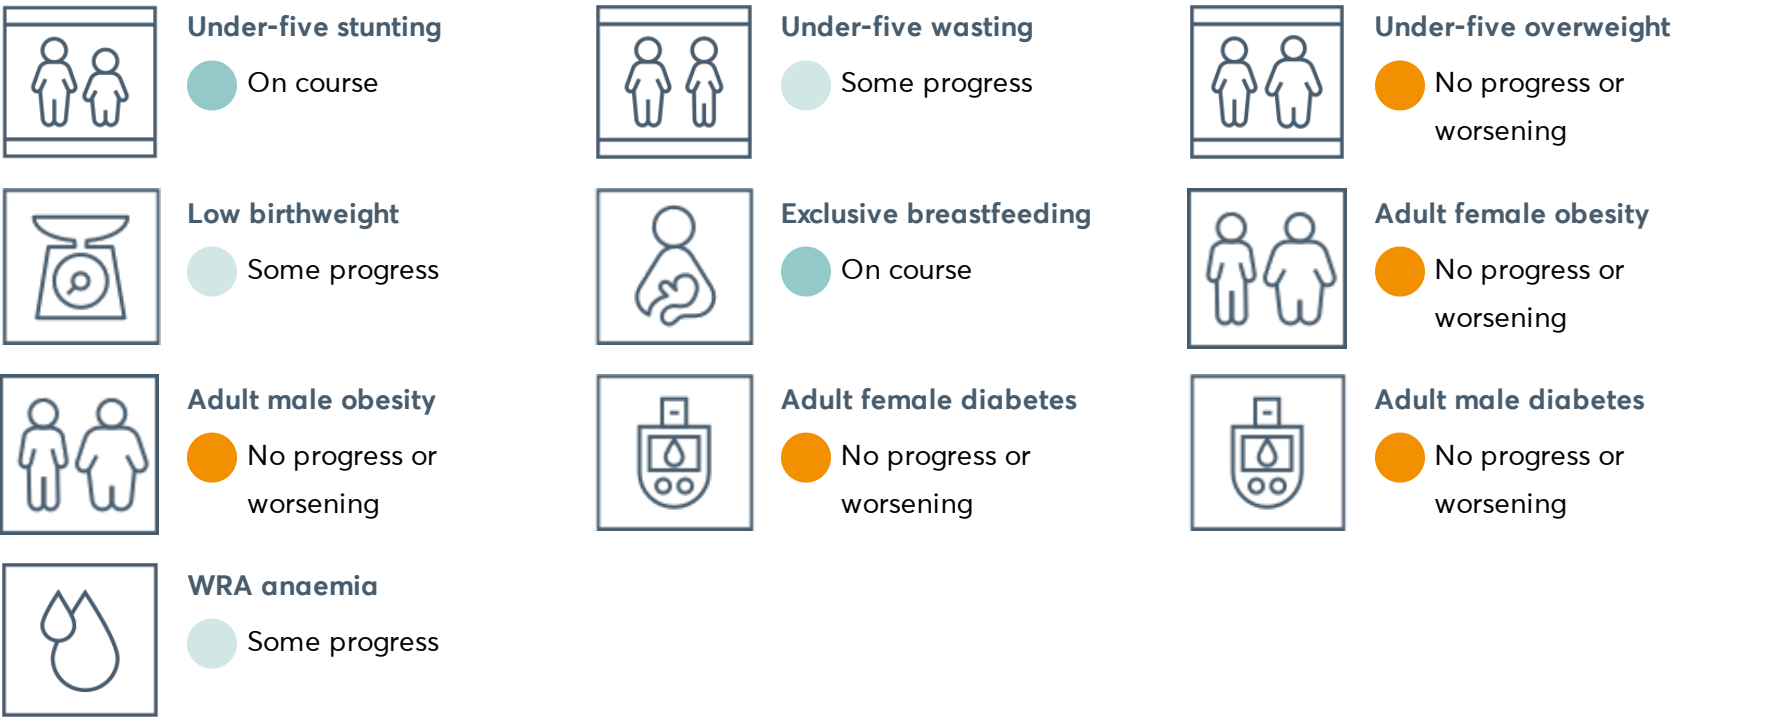 Under-five stunting
On course
Under-five wasting
Some progress
Under-five overweight
No progress or
worsening
Low birthweight
Some progress
Exclusive breastfeeding
On course
Adult female obesity
No progress or
worsening
Adult male obesity
No progress or
worsening
Adult female diabetes
No progress or
worsening
Adult male diabetes
No progress or
worsening
WRA anaemia
Some progress